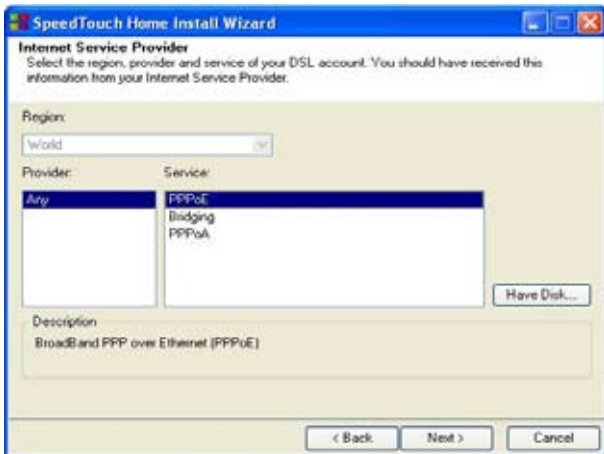 SpeedTouch Home Install Wizard
Internet Service Provider
Select the region, provider and service of your DSL account. You should have received this
information from your Internet Service Provider.
Region:
World
Provider:
Service:
Any
PPPoE
Bridging
PPPoA
Have Disk...
Description
BroadBand PPP over Ethernet (PPPoE)
< Back
Next >
Cancel